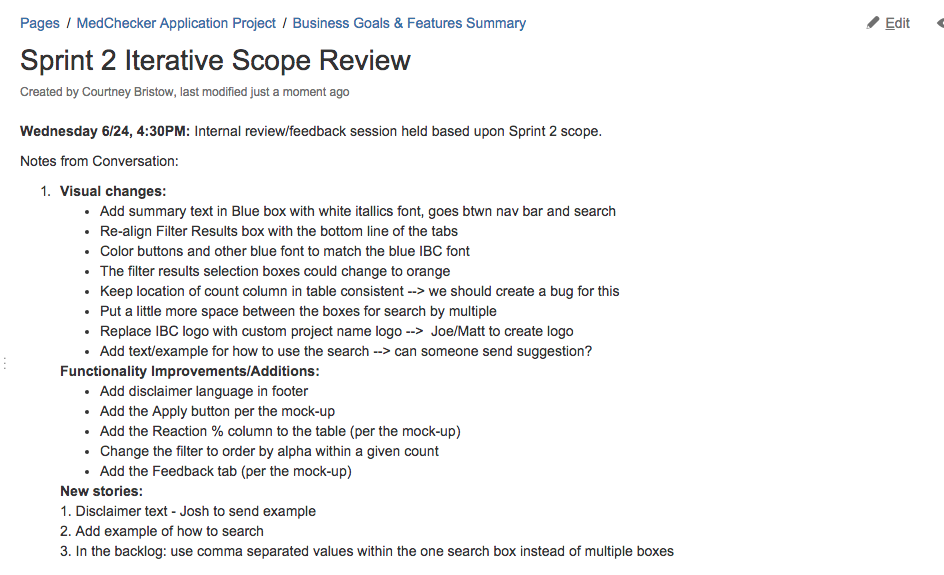 Pages / MedChecker Application Project / Business Goals & Features Summary
Edit
Sprint 2 Iterative Scope Review
Created by Courtney Bristow, last modified just a moment ago
Wednesday 6/24, 4:30PM: Internal review/feedback session held based upon Sprint 2 scope.
Notes from Conversation:
1. Visual changes:
• Add summary text in Blue box with white itallics font, goes btwn nav bar and search
• Re-align Filter Results box with the bottom line of the tabs
• Color buttons and other blue font to match the blue IBC font
• The filter results selection boxes could change to orange
• Keep location of count column in table consistent --> we should create a bug for this
• Put a little more space between the boxes for search by multiple
• Replace IBC logo with custom project name logo --> Joe/Matt to create logo
• Add text/example for how to use the search --> can someone send suggestion?
Functionality Improvements/Additions:
• Add disclaimer language in footer
• Add the Apply button per the mock-up
• Add the Reaction % column to the table (per the mock-up)
• Change the filter to order by alpha within a given count
• Add the Feedback tab (per the mock-up)
New stories:
1. Disclaimer text - Josh to send example
2. Add example of how to search
3. In the backlog: use comma separated values within the one search box instead of multiple boxes